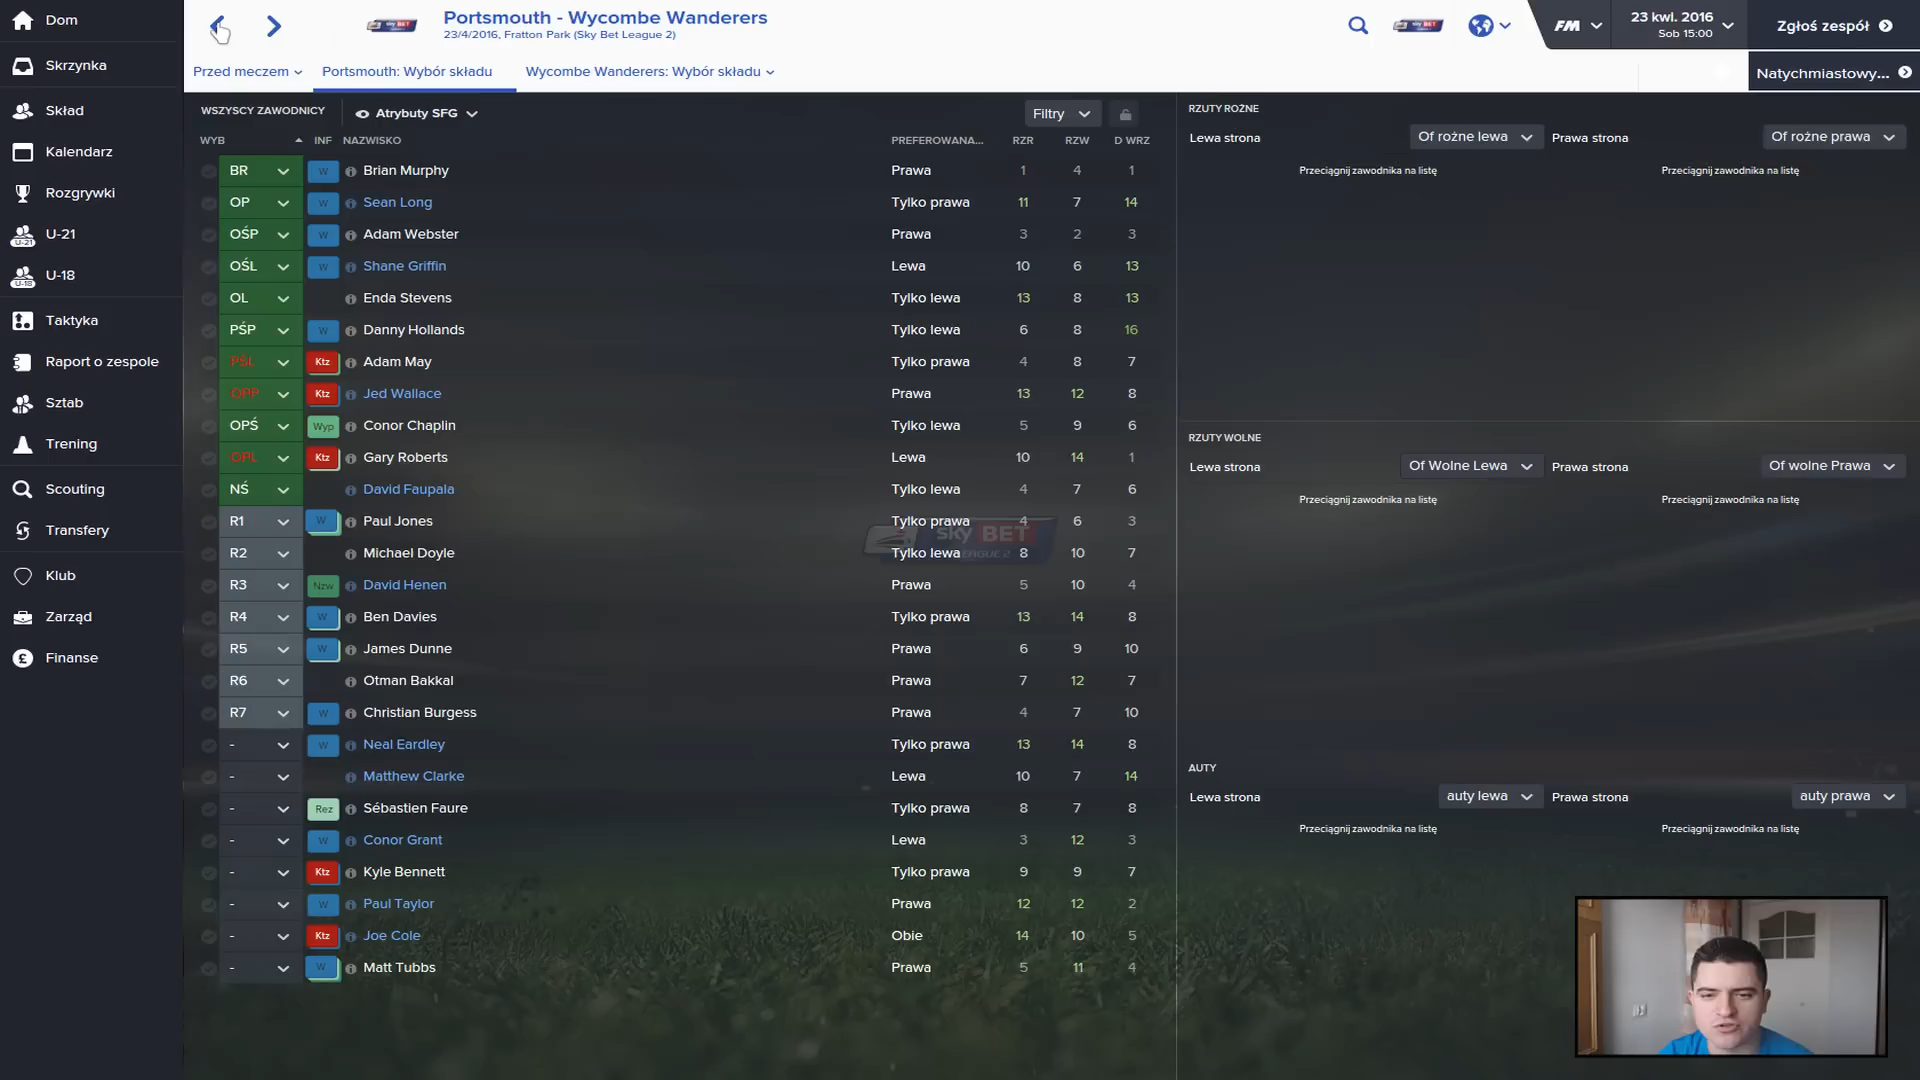 Dom
Skrzynka
Skład
Kalendarz
Rozgrywki
U-21
U-21
U-18
U-18
Taktyka
Raport o zespole
Sztab
Trening
Scouting
Transfery
Klub
Zarząd
Finanse
Portsmouth - Wycombe Wanderers
23/4/2016, Fratton Park (Sky Bet League 2)
FM
23 kwi. 2016
Sob 15:00
Zgłoś zespół
Przed meczem
Portsmouth: Wybór składu
Wycombe Wanderers: Wybór składu
Natychmiastowy...
WSZYSCY ZAWODNICY
Atrybuty SFG
Filtry
WYB INF NAZWISKO PREFEROWANA... RZR RZW D WRZ
BR W Brian Murphy Prawa 1 4 1
OP W Sean Long Tylko prawa 11 7 14
OŚP W Adam Webster Prawa 3 2 3
OŚL W Shane Griffin Lewa 10 6 13
OL Enda Stevens Tylko lewa 13 8 13
PŚP W Danny Hollands Tylko lewa 6 8 16
PŚL Ktz Adam May Tylko prawa 4 8 7
OPP Ktz Jed Wallace Prawa 13 12 8
OPŚ Wyp Conor Chaplin Tylko lewa 5 9 6
OPL Ktz Gary Roberts Lewa 10 14 1
NŚ David Faupala Tylko lewa 4 7 6
R1 W Paul Jones Tylko prawa 4 6 3
R2 Michael Doyle Tylko lewa 8 10 7
R3 Nzw David Henen Prawa 5 10 4
R4 W Ben Davies Tylko prawa 13 14 8
R5 W James Dunne Prawa 6 9 10
R6 Otman Bakkal Prawa 7 12 7
R7 W Christian Burgess Prawa 4 7 10
- W Neal Eardley Tylko prawa 13 14 8
- Matthew Clarke Lewa 10 7 14
- Rez Sébastien Faure Tylko prawa 8 7 8
- W Conor Grant Lewa 3 12 3
- Ktz Kyle Bennett Tylko prawa 9 9 7
- W Paul Taylor Prawa 12 12 2
- Ktz Joe Cole Obie 14 10 5
- W Matt Tubbs Prawa 5 11 4
sky BET
LEAGUE 2
RZUTY ROŻNE
Lewa strona Of rożne lewa Prawa strona Of rożne prawa
Przeciągnij zawodnika na listę Przeciągnij zawodnika na listę
RZUTY WOLNE
Lewa strona Of Wolne Lewa Prawa strona Of wolne Prawa
Przeciągnij zawodnika na listę Przeciągnij zawodnika na listę
AUTY
Lewa strona auty lewa Prawa strona auty prawa
Przeciągnij zawodnika na listę Przeciągnij zawodnika na listę